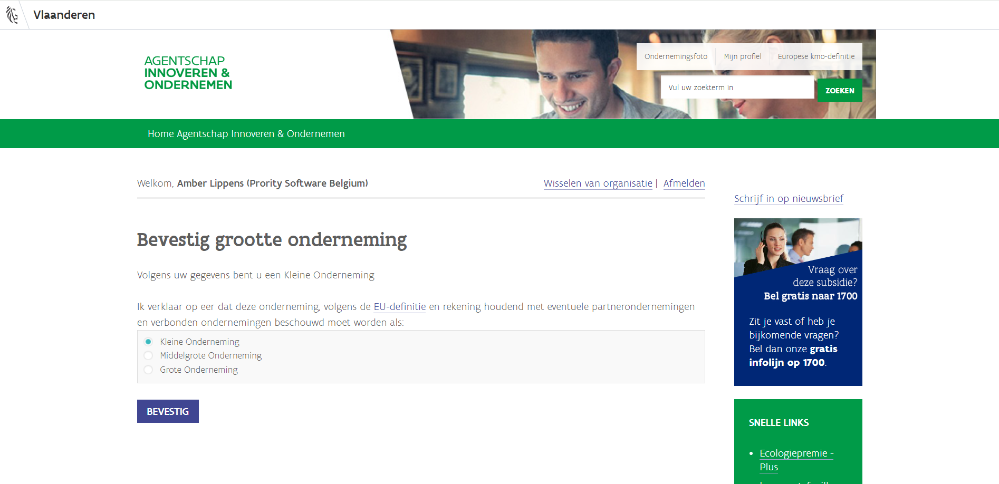 Vlaanderen
AGENTSCHAP
INNOVEREN &
ONDERNEMEN
Ondernemingsfoto
Mijn profiel
Europese kmo-definitie
Vul uw zoekterm in
ZOEKEN
Home Agentschap Innoveren & Ondernemen
Welkom, Amber Lippens (Prority Software Belgium)
Wisselen van organisatie | Afmelden
Bevestig grootte onderneming
Volgens uw gegevens bent u een Kleine Onderneming
Ik verklaar op eer dat deze onderneming, volgens de EU-definitie en rekening houdend met eventuele partnerondernemingen
en verbonden ondernemingen beschouwd moet worden als:
Kleine Onderneming
Middelgrote Onderneming
Grote Onderneming
BEVESTIG
Schrijf in op nieuwsbrief
Vraag over
deze subsidie?
Bel gratis naar 1700
Zit je vast of heb je
bijkomende vragen?
Bel dan onze gratis
infolijn op 1700.
SNELLE LINKS
• Ecologiepremie -
Plus